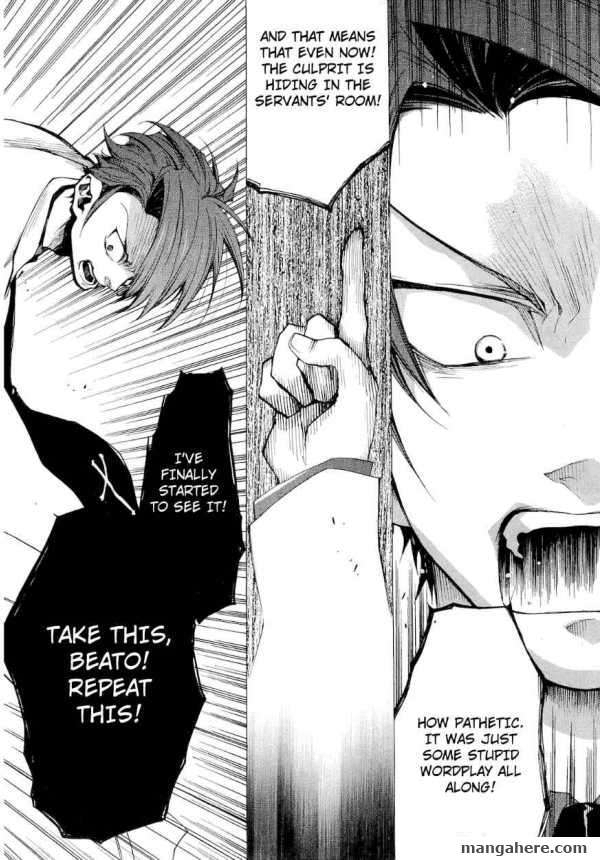 HOW PATHETIC.
IT WAS JUST
SOME STUPID
WORDPLAY ALL
ALONG!
AND THAT MEANS
THAT EVEN NOW!
THE CULPRIT IS
HIDING IN THE
SERVANTS' ROOM!
I'VE
FINALLY
STARTED
TO SEE IT!
TAKE THIS,
BEATO!
REPEAT
THIS!
mangahere.com